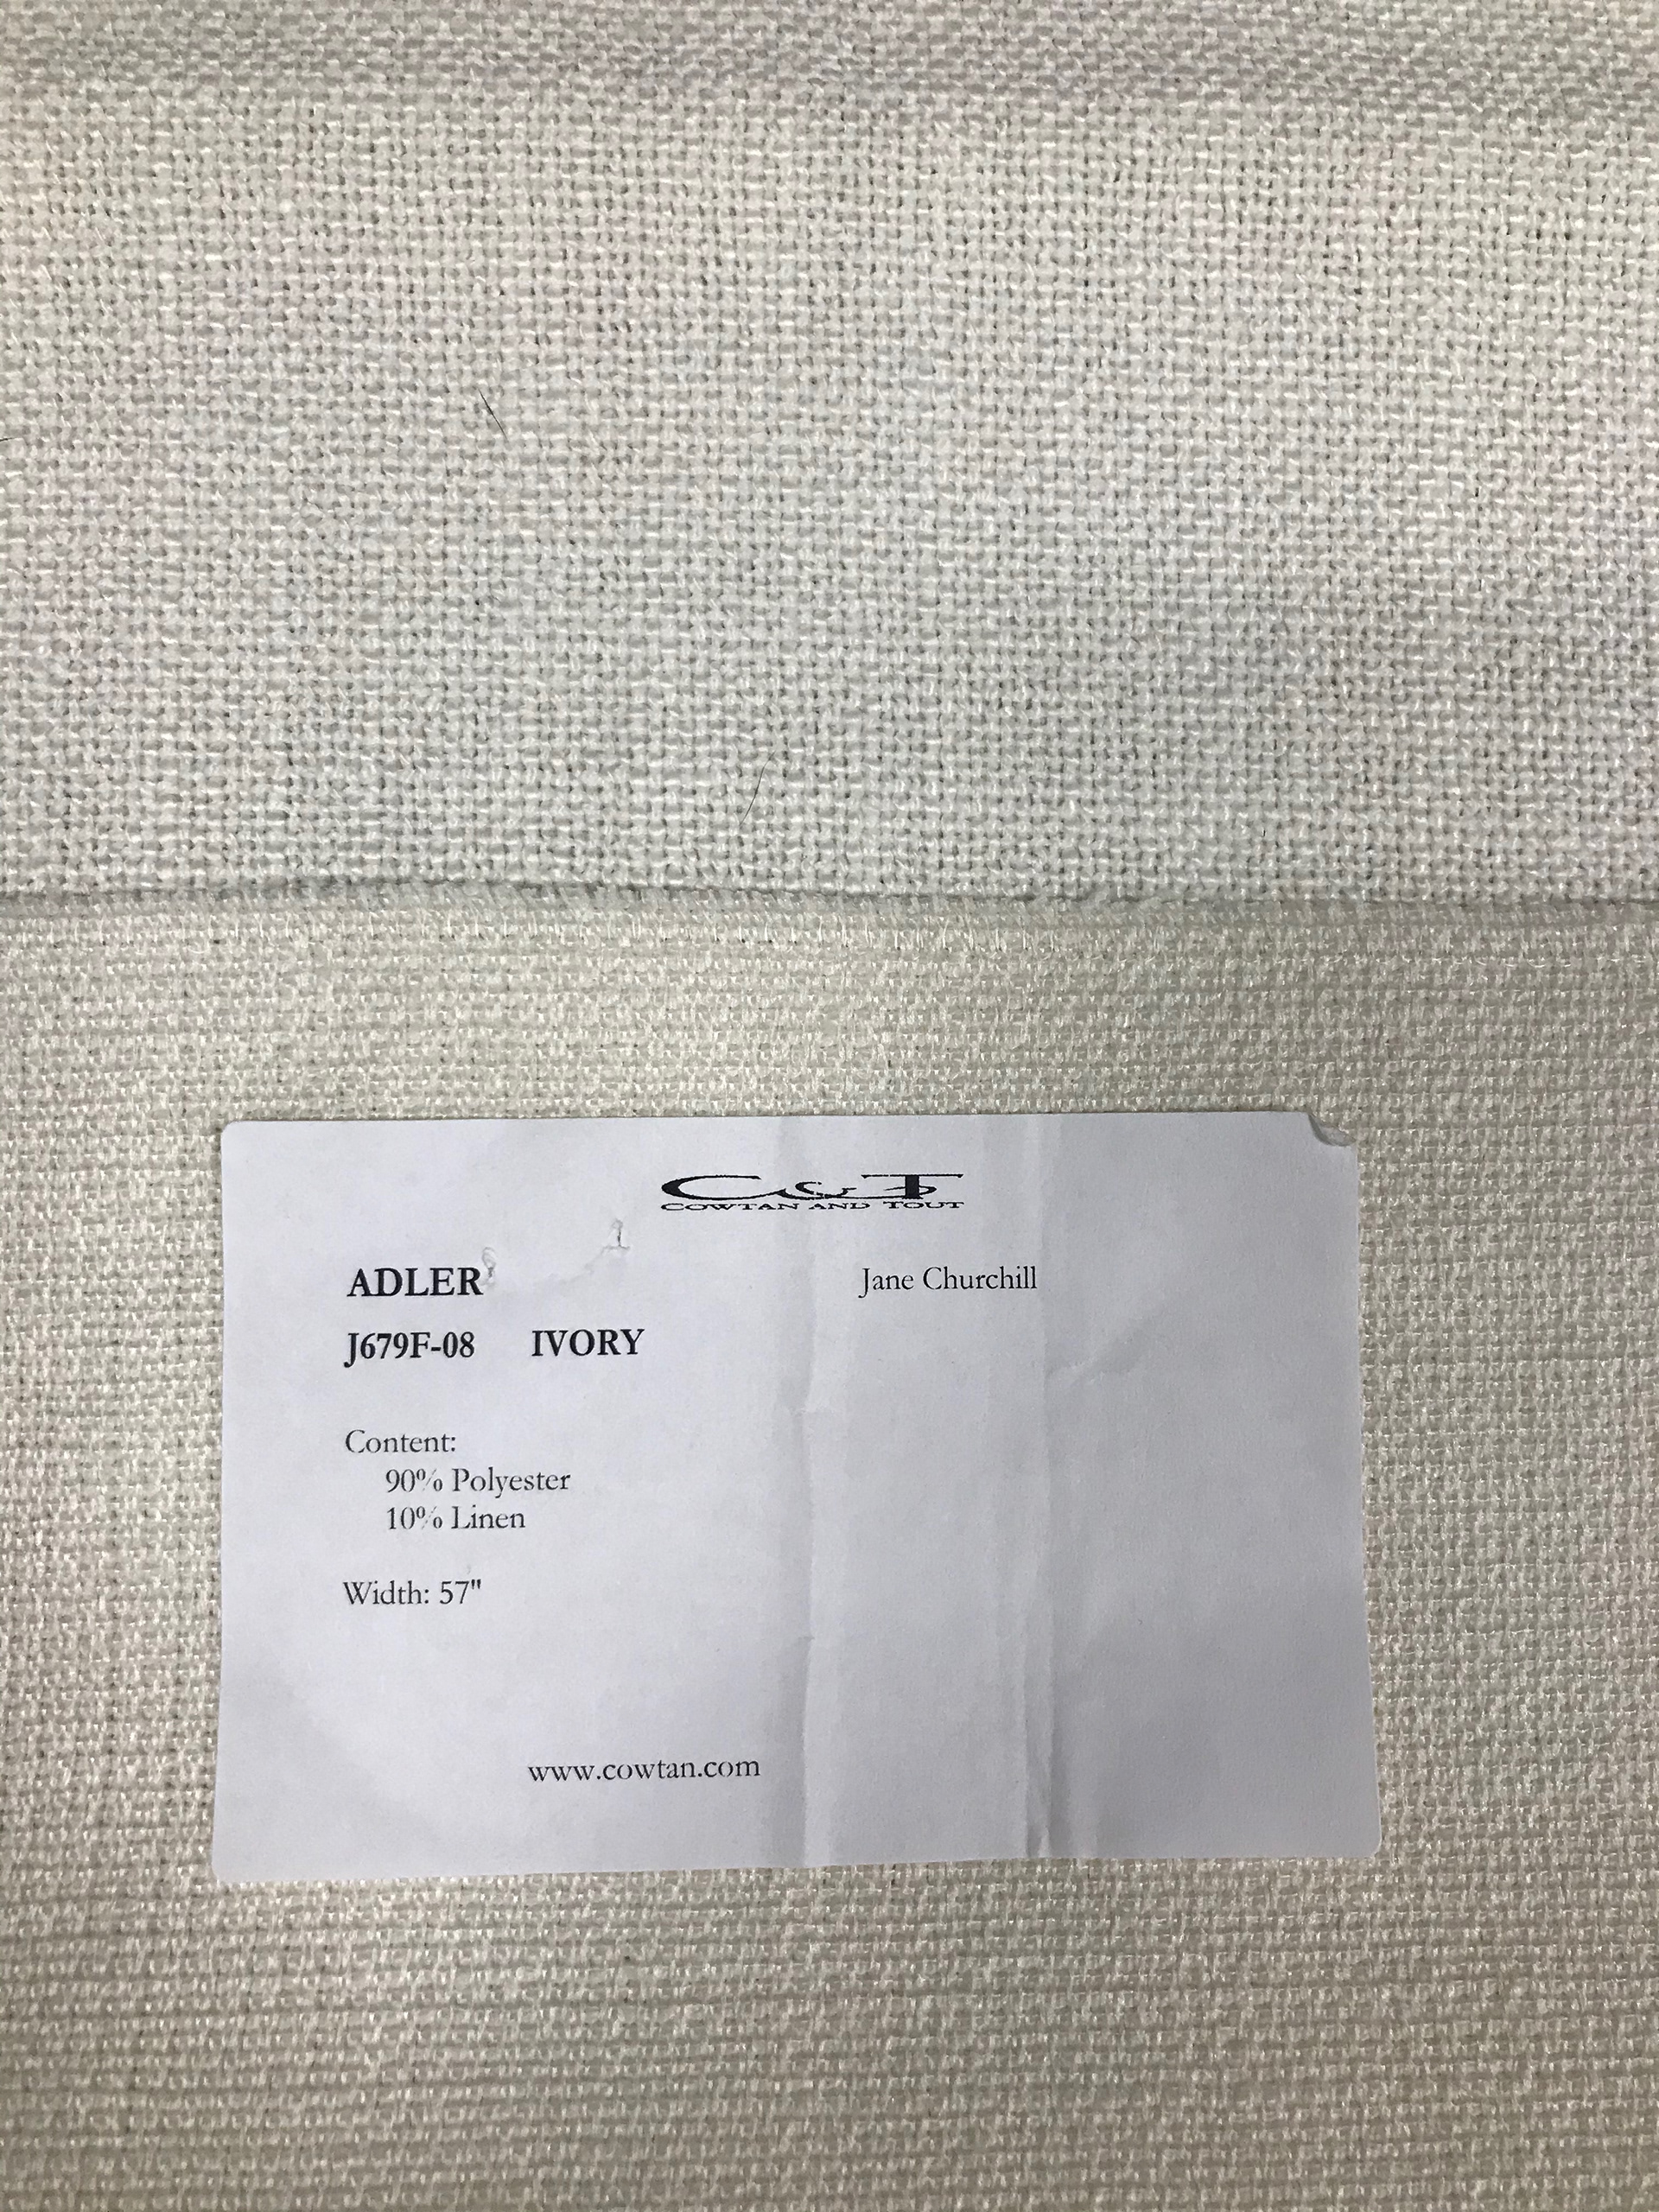 C&T
COWTAN AND TOUT
ADLER Jane Churchill
J679F-08 IVORY
Content:
90% Polyester
10% Linen
Width: 57"
www.cowtan.com